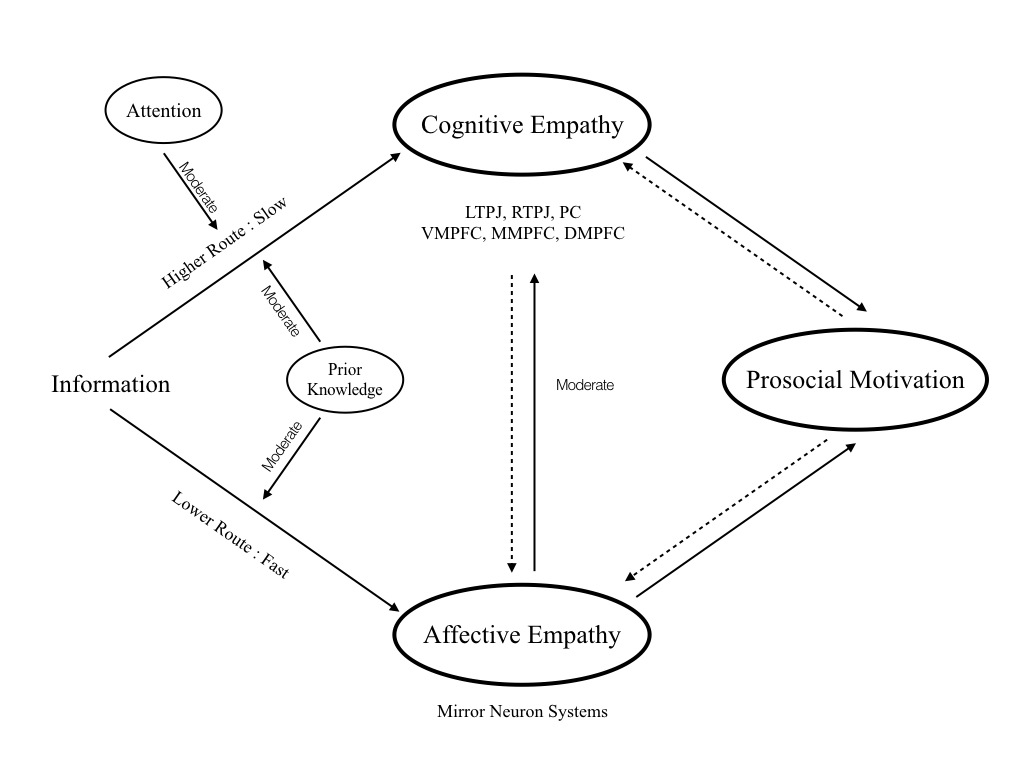 Attention
Cognitive Empathy
Moderate
Higher Route : Slow
LTPJ, RTPJ, PC
VMPFC, MMPFC, DMPFC
Moderate
Information
Prior
Knowledge
Moderate
Prosocial Motivation
Moderate
Lower Route : Fast
Affective Empathy
Mirror Neuron Systems